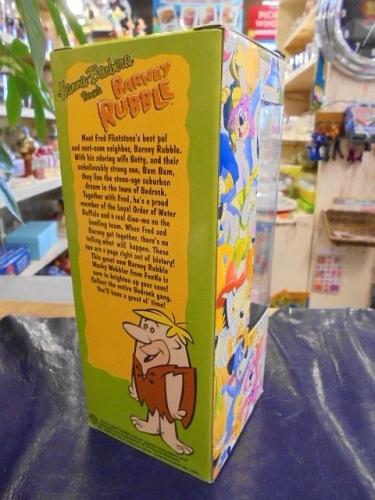 Hanna-Barbera
Presents
BARNEY
RUBBLE
Meet Fred Flintstone's best pal
and next-cave neighbor, Barney Rubble.
With his adoring wife Betty, and their
unbelievably strong son, Bam Bam,
they live the stone-age suburban
dream in the town of Bedrock.
Together with Fred, he's a proud
member of the Loyal Order of Water
Buffalo and a real dino-mo on the
bowling team. When Fred and
Barney get together, there's no
telling what will happen. These
two are a page right out of history!
This great new Barney Rubble
Wacky Wobbler from FunKo is
sure to brighten up your cave!
Collect the entire Bedrock gang.
You'll have a great ol' time!
PICK